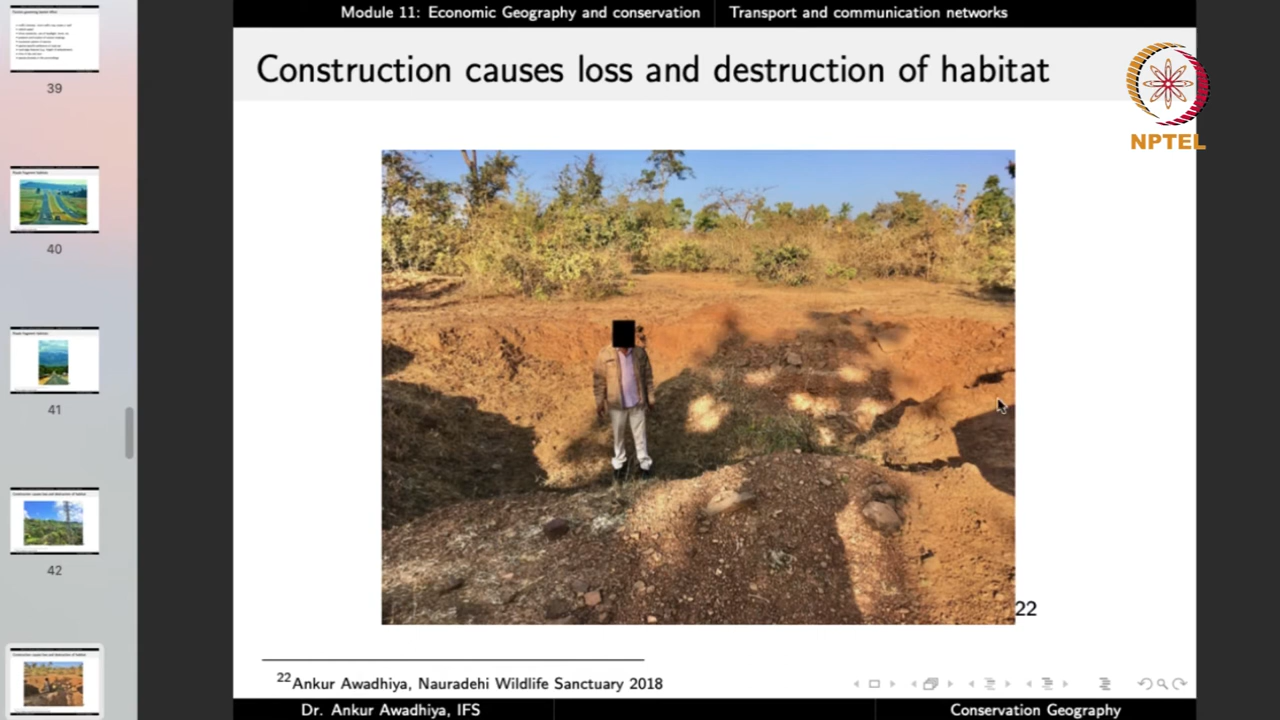 Module 11: Economic Geography and conservation
Transport and communication networks
Construction causes loss and destruction of habitat
NPTEL
39
40
41
42
22
22Ankur Awadhiya, Nauradehi Wildlife Sanctuary 2018
Dr. Ankur Awadhiya, IFS
Conservation Geography